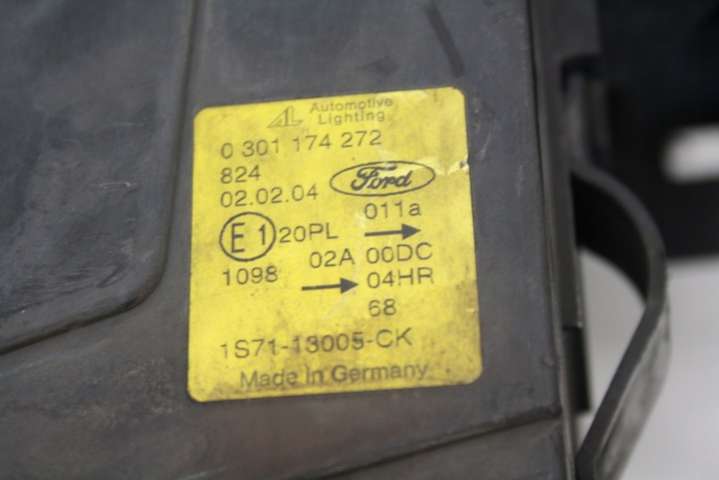 AL Automotive
Lighting
0 301 174 272
824
02.02.04 Ford
011a
E1 20PL →
02A 00DC
1098 → 04HR
68
1S71-13005-CK
Made in Germany